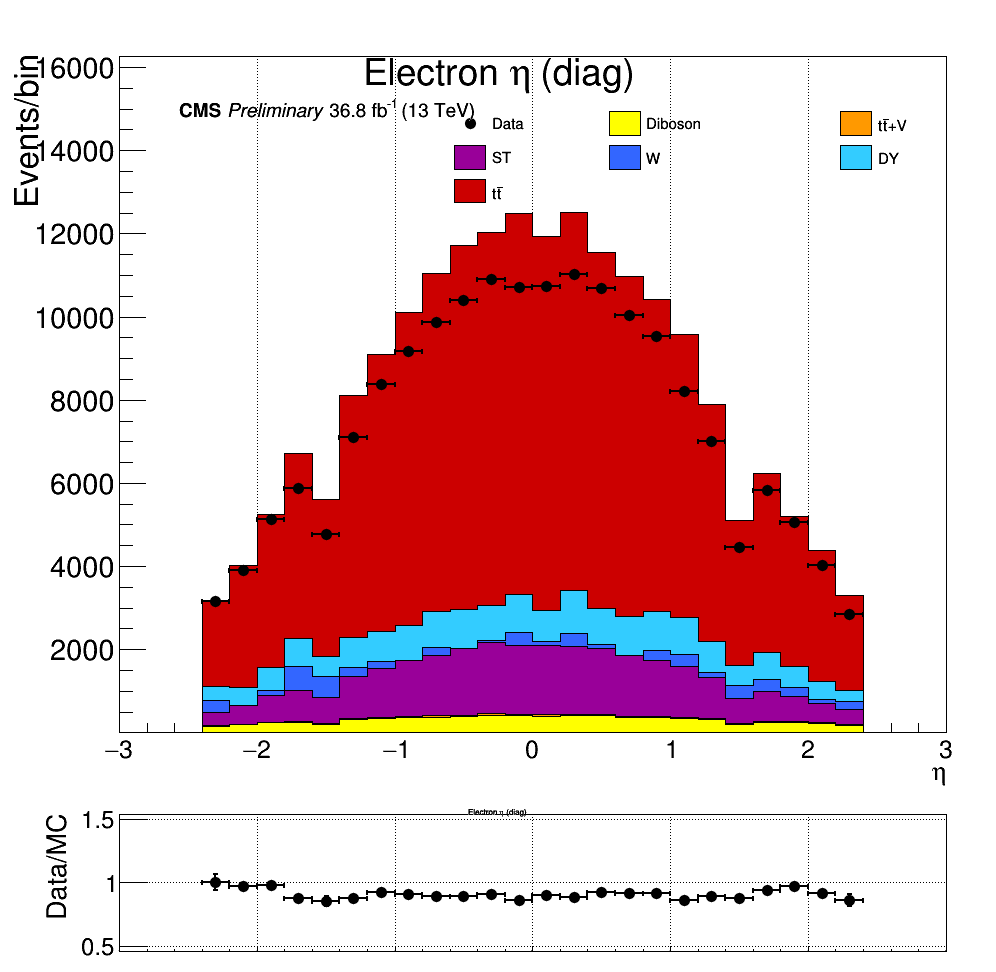 Electron η (diag)
Events/bin
CMS Preliminary 36.8 fb⁻¹ (13 TeV)
Data Diboson tt̄+V
ST W DY
tt̄
16000
14000
12000
10000
8000
6000
4000
2000
−3 −2 −1 0 1 2 3
η
Electron η (diag)
Data/MC
1.5
1
0.5